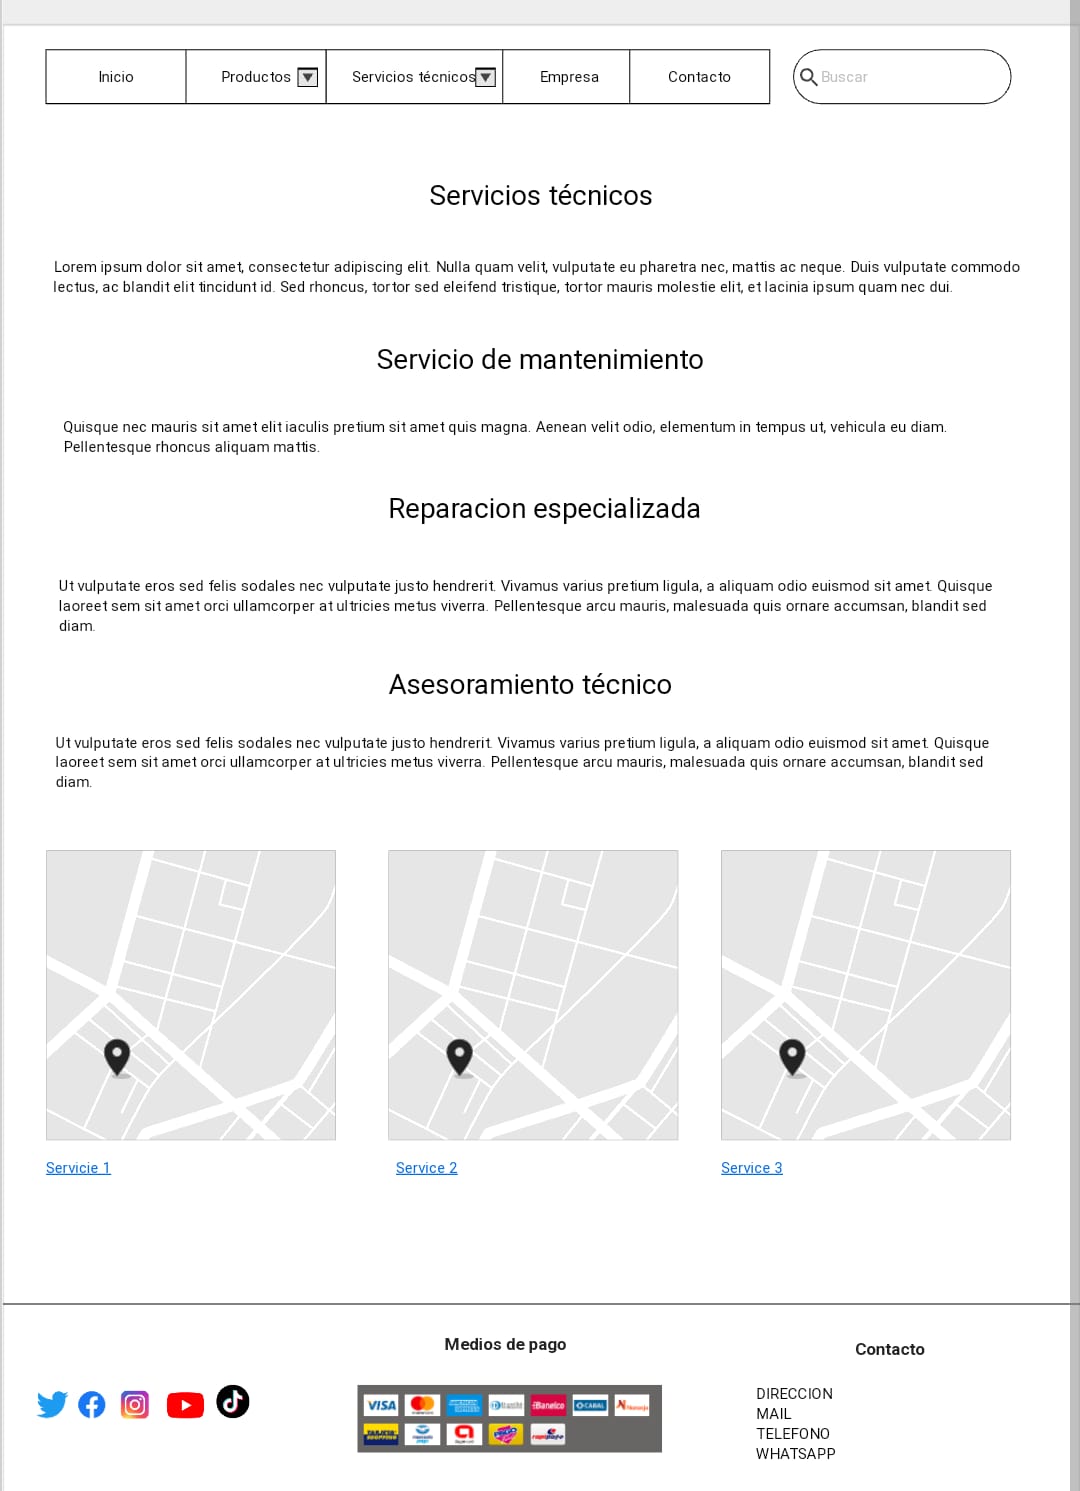 Inicio
Productos
Servicios técnicos
Empresa
Contacto
Buscar
Servicios técnicos
Lorem ipsum dolor sit amet, consectetur adipiscing elit. Nulla quam velit, vulputate eu pharetra nec, mattis ac neque. Duis vulputate commodo
lectus, ac blandit elit tincidunt id. Sed rhoncus, tortor sed eleifend tristique, tortor mauris molestie elit, et lacinia ipsum quam nec dui.
Servicio de mantenimiento
Quisque nec mauris sit amet elit iaculis pretium sit amet quis magna. Aenean velit odio, elementum in tempus ut, vehicula eu diam.
Pellentesque rhoncus aliquam mattis.
Reparacion especializada
Ut vulputate eros sed felis sodales nec vulputate justo hendrerit. Vivamus varius pretium ligula, a aliquam odio euismod sit amet. Quisque
laoreet sem sit amet orci ullamcorper at ultricies metus viverra. Pellentesque arcu mauris, malesuada quis ornare accumsan, blandit sed
diam.
Asesoramiento técnico
Ut vulputate eros sed felis sodales nec vulputate justo hendrerit. Vivamus varius pretium ligula, a aliquam odio euismod sit amet. Quisque
laoreet sem sit amet orci ullamcorper at ultricies metus viverra. Pellentesque arcu mauris, malesuada quis ornare accumsan, blandit sed
diam.
Servicie 1
Service 2
Service 3
Medios de pago
Contacto
VISA
Banelco
CABAL
Naranja
TARJETA SHOPPING
mercado pago
rapipago
DIRECCION
MAIL
TELEFONO
WHATSAPP